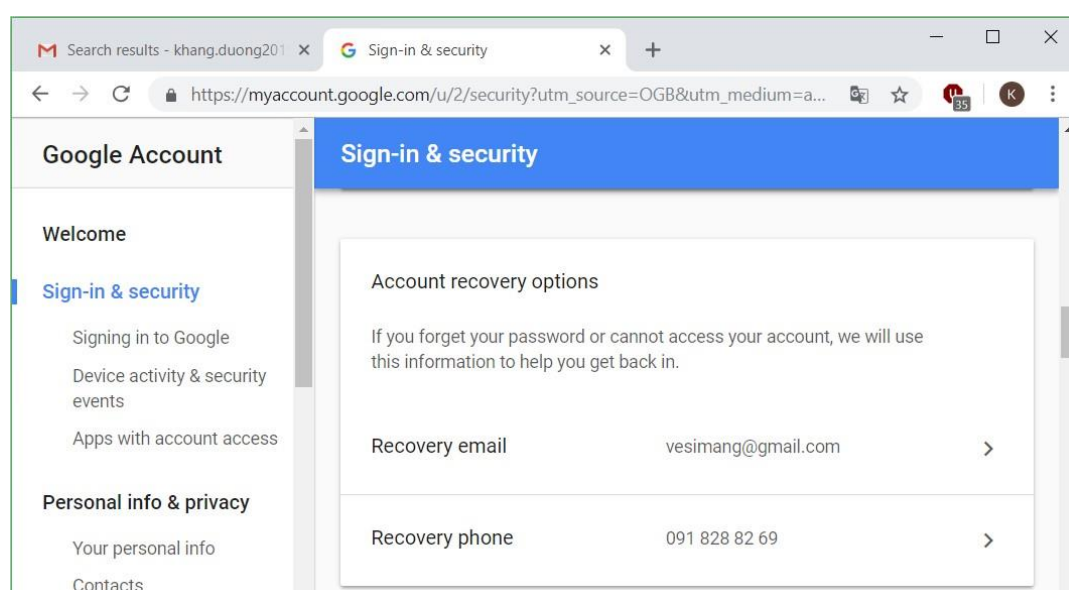 Search results - khang.duong201
Sign-in & security
https://myaccount.google.com/u/2/security?utm_source=OGB&utm_medium=a...
35
K
Google Account
Sign-in & security
Welcome
Sign-in & security
Signing in to Google
Device activity & security
events
Apps with account access
Personal info & privacy
Your personal info
Contacts
Account recovery options
If you forget your password or cannot access your account, we will use
this information to help you get back in.
Recovery email
vesimang@gmail.com
Recovery phone
091 828 82 69